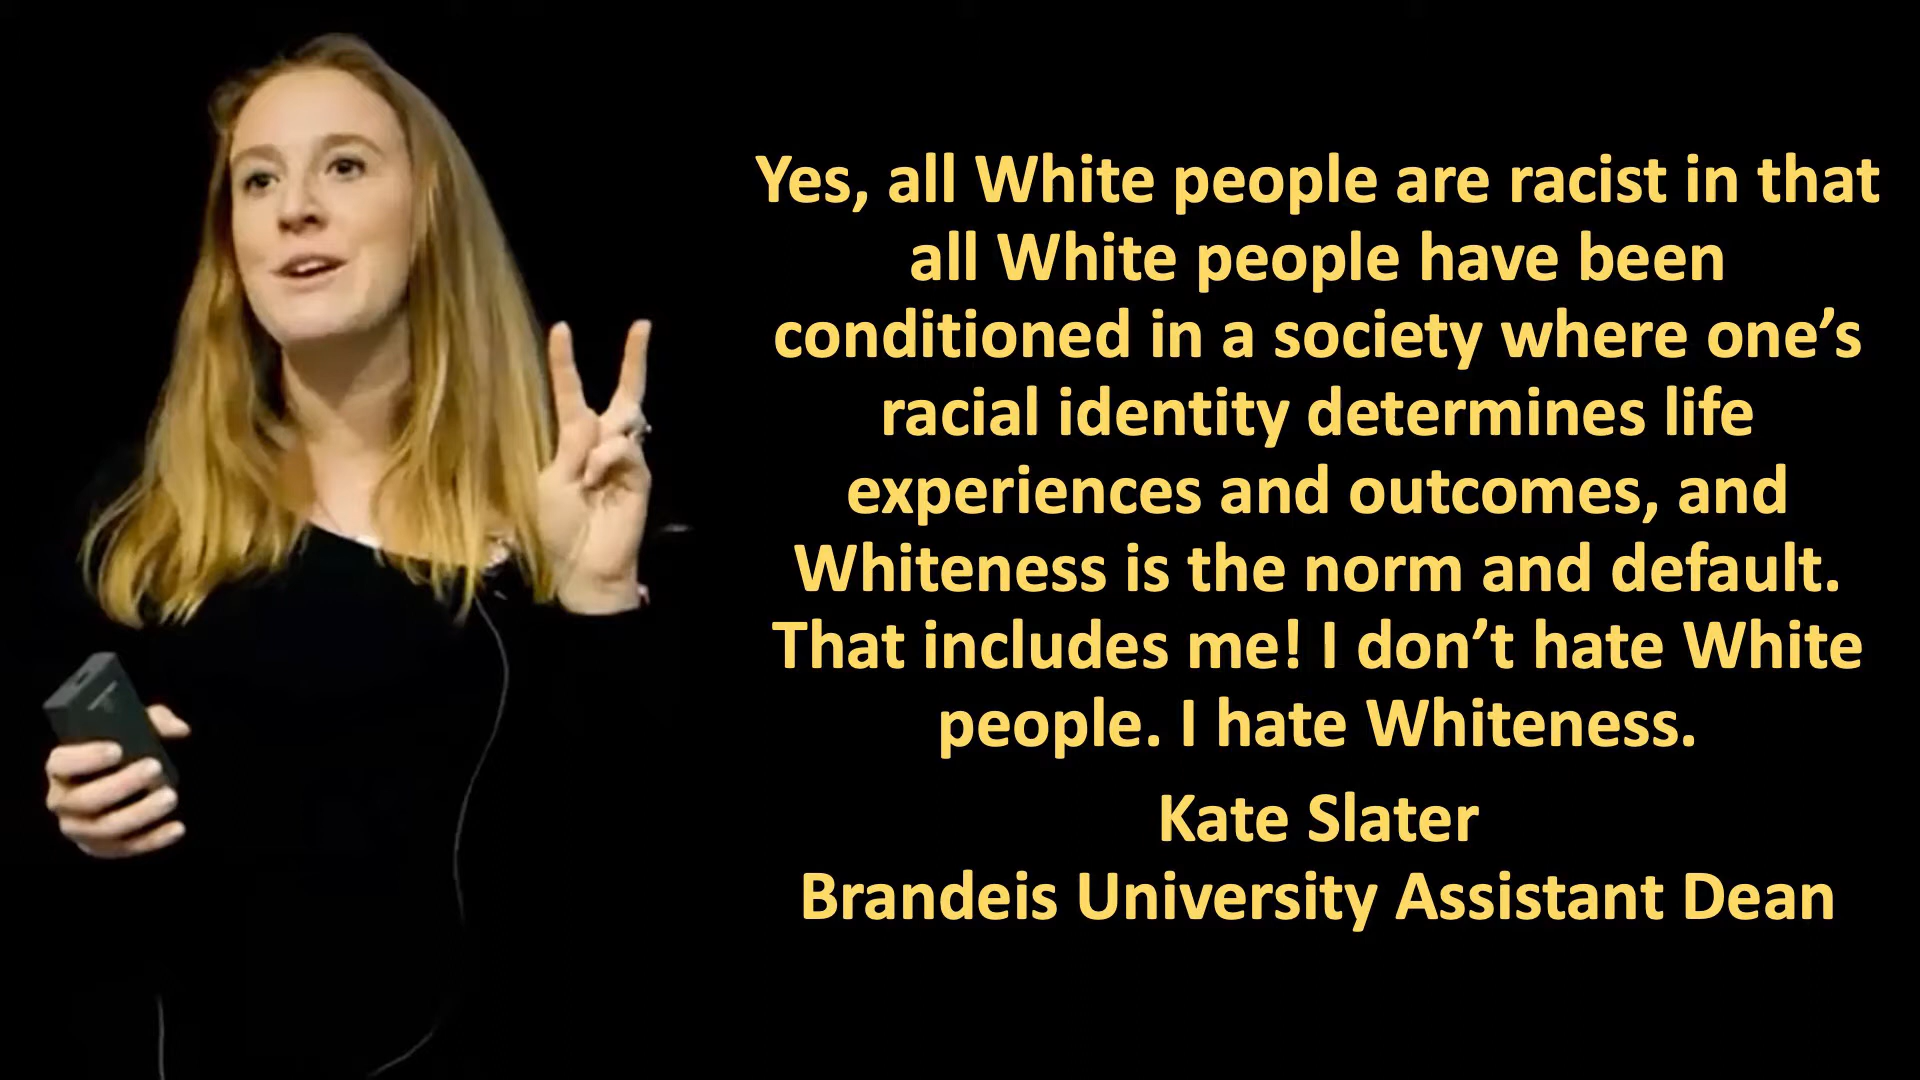 Yes, all White people are racist in that
all White people have been
conditioned in a society where one’s
racial identity determines life
experiences and outcomes, and
Whiteness is the norm and default.
That includes me! I don’t hate White
people. I hate Whiteness.
Kate Slater
Brandeis University Assistant Dean